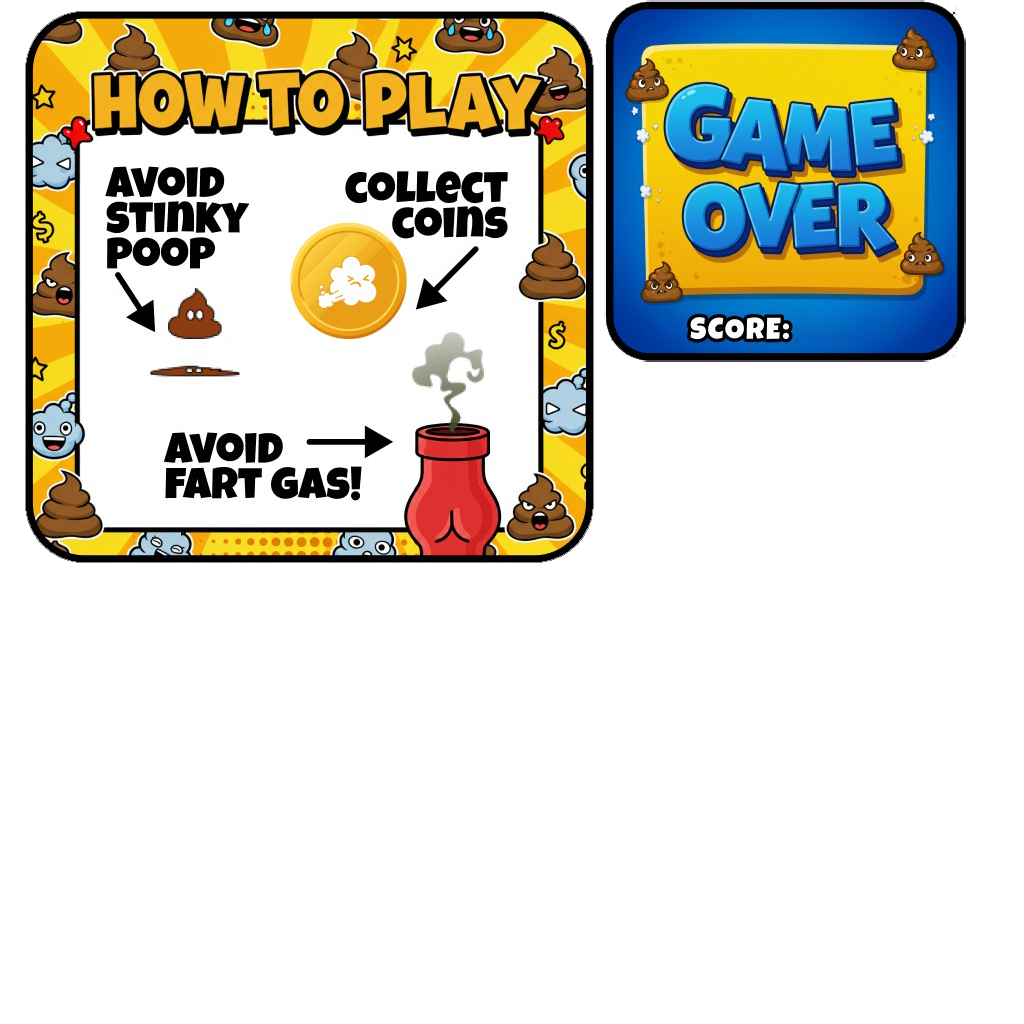 HOW TO PLAY
AVOID
STINKY
POOP
COLLECT
COINS
AVOID
FART GAS!
GAME
OVER
SCORE: